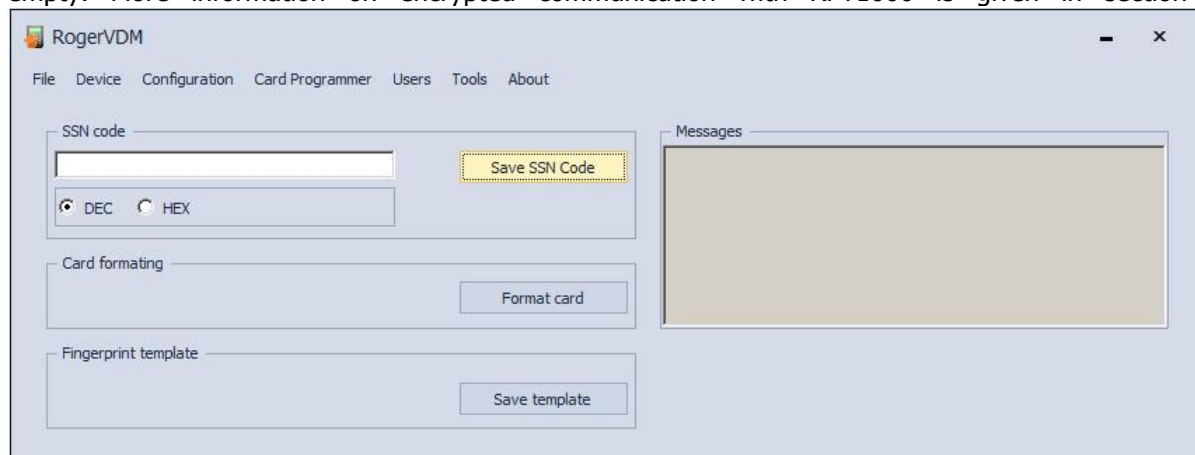 RogerVDM
File Device Configuration Card Programmer Users Tools About
SSN code
Save SSN Code
DEC HEX
Card formating
Format card
Fingerprint template
Save template
Messages